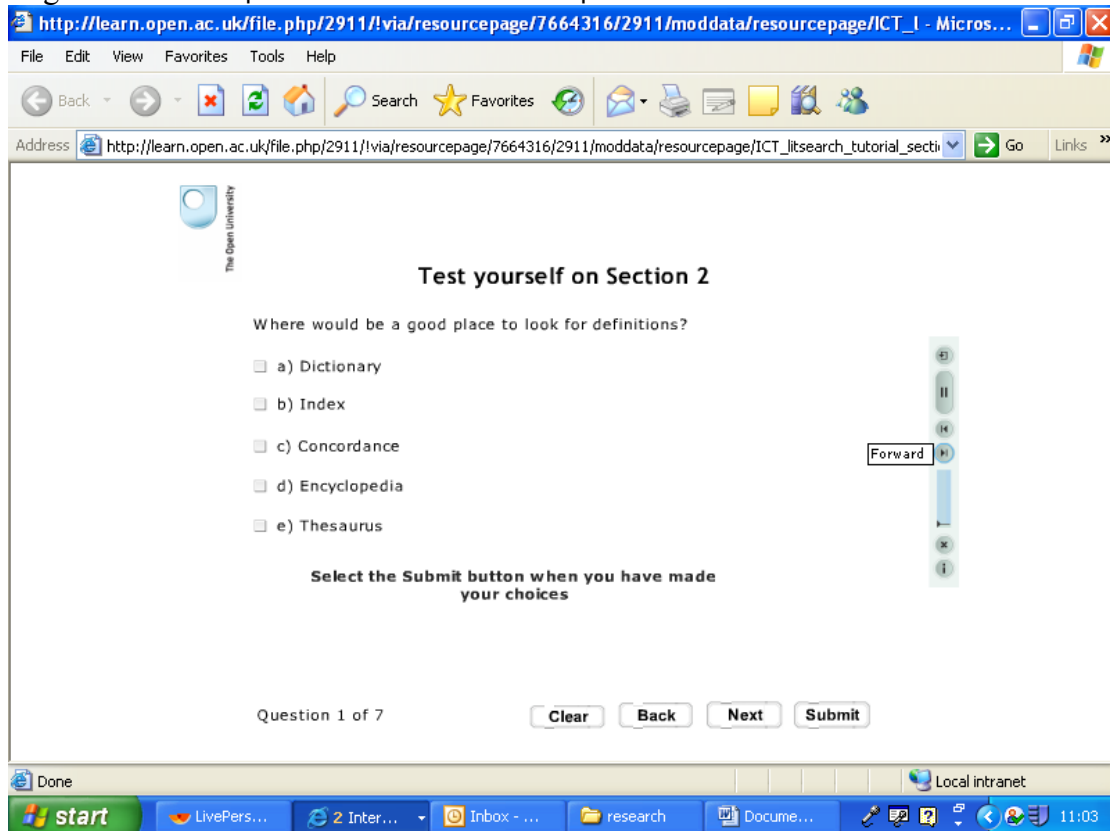 http://learn.open.ac.uk/file.php/2911/!via/resourcepage/7664316/2911/moddata/resourcepage/ICT_l - Micros...
File Edit View Favorites Tools Help
Back Search Favorites
Address http://learn.open.ac.uk/file.php/2911/!via/resourcepage/7664316/2911/moddata/resourcepage/ICT_litsearch_tutorial_secti Go Links »
The Open University
Test yourself on Section 2
Where would be a good place to look for definitions?
a) Dictionary
b) Index
c) Concordance
Forward
d) Encyclopedia
e) Thesaurus
Select the Submit button when you have made
your choices
Question 1 of 7 Clear Back Next Submit
Done Local intranet
start LivePers... 2 Inter... Inbox - ... research Docume... 11:03